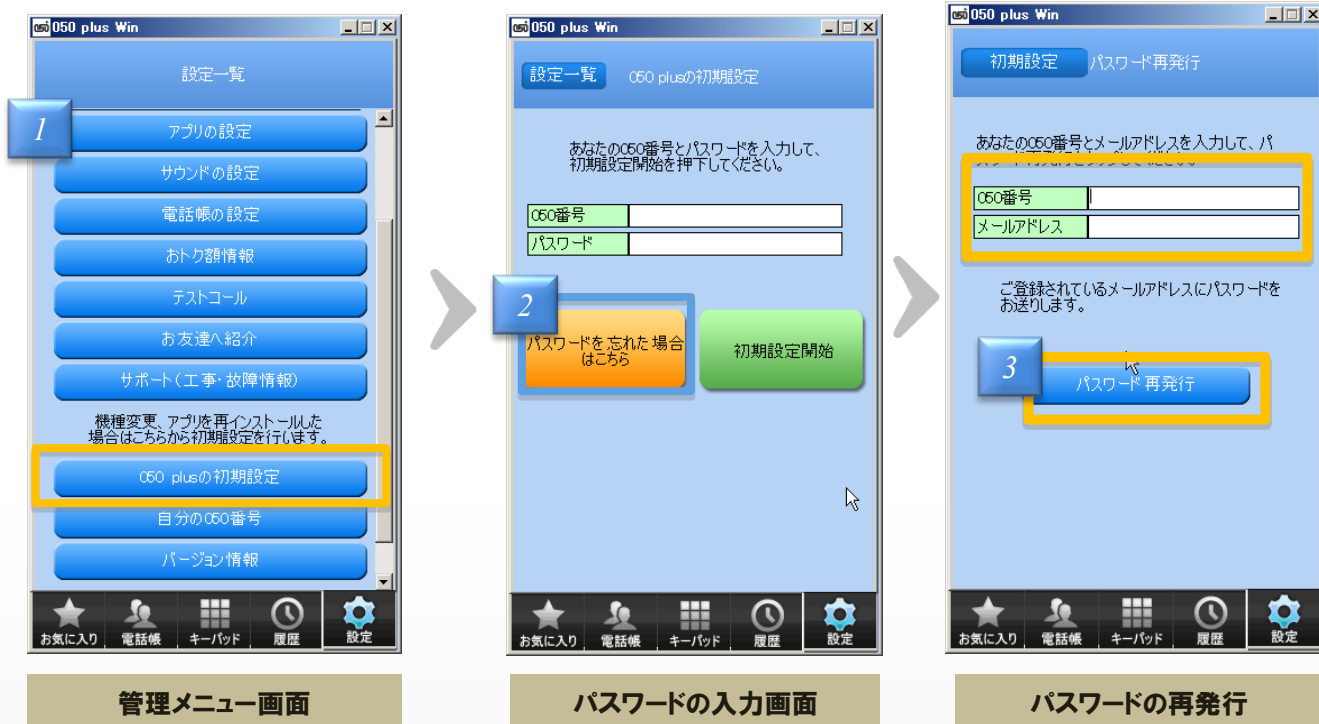 050 plus Win
設定一覧
1
アプリの設定
サウンドの設定
電話帳の設定
おトク額情報
テストコール
お友達へ紹介
サポート(工事・故障情報)
機種変更、アプリを再インストールした
場合はこちらから初期設定を行います。
050 plusの初期設定
自分の050番号
バージョン情報
お気に入り 電話帳 キーパッド 履歴 設定
管理メニュー画面
050 plus Win
設定一覧 050 plusの初期設定
あなたの050番号とパスワードを入力して、
初期設定開始を押下してください。
050番号
パスワード
2
パスワードを忘れた場合
はこちら
初期設定開始
お気に入り 電話帳 キーパッド 履歴 設定
パスワードの入力画面
050 plus Win
初期設定 パスワード再発行
あなたの050番号とメールアドレスを入力して、パ
050番号
メールアドレス
ご登録されているメールアドレスにパスワードを
お送りします。
3
パスワード再発行
お気に入り 電話帳 キーパッド 履歴 設定
パスワードの再発行